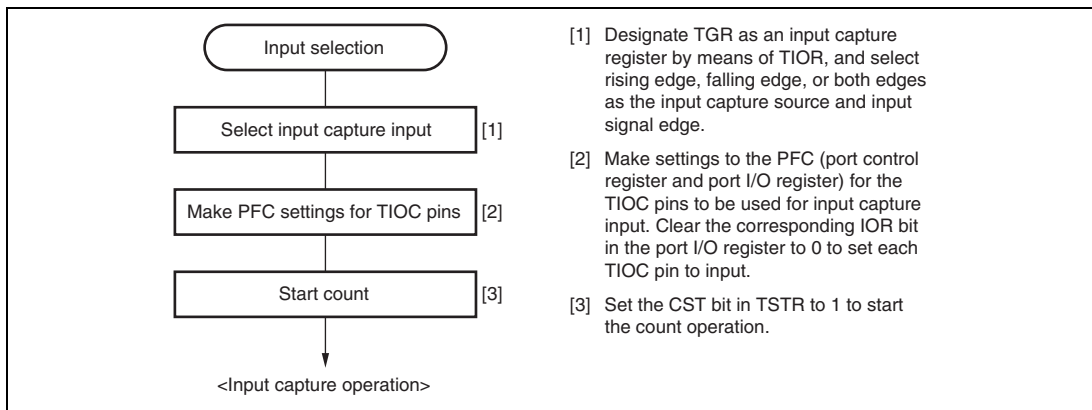 Input selection
Select input capture input [1]
Make PFC settings for TIOC pins [2]
Start count [3]
<Input capture operation>
[1] Designate TGR as an input capture
register by means of TIOR, and select
rising edge, falling edge, or both edges
as the input capture source and input
signal edge.
[2] Make settings to the PFC (port control
register and port I/O register) for the
TIOC pins to be used for input capture
input. Clear the corresponding IOR bit
in the port I/O register to 0 to set each
TIOC pin to input.
[3] Set the CST bit in TSTR to 1 to start
the count operation.